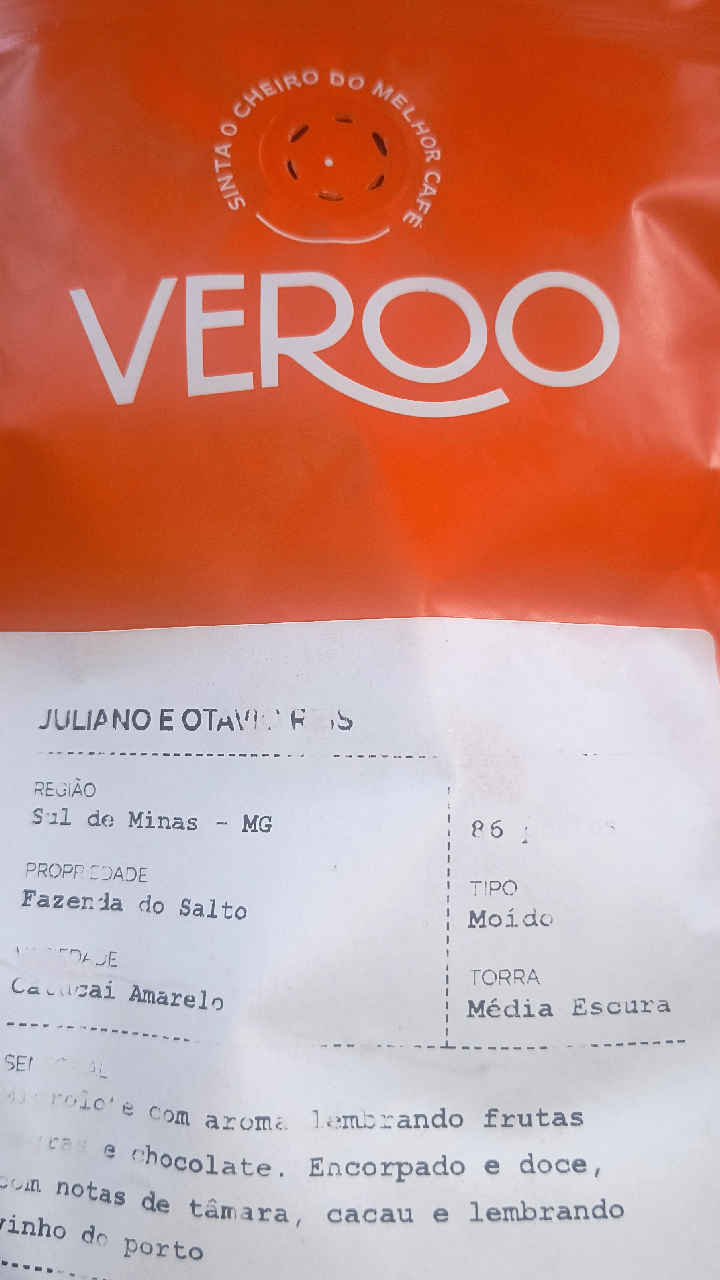 SINTA O CHEIRO DO MELHOR CAFÉ
VEROO
JULIANO E
REGIÃO
Sul de Minas - MG
86
PROPRIEDADE
Fazenda do Salto
TIPO
Moído
Amarelo
TORRA
Média Escura
e com aroma lembrando frutas
e chocolate. Encorpado e doce,
com notas de tâmara, cacau e lembrando
vinho do porto